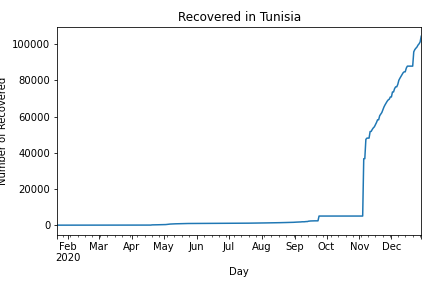 Recovered in Tunisia
Number of Recovered
100000
80000
60000
40000
20000
0
Feb Mar Apr May Jun Jul Aug Sep Oct Nov Dec
2020
Day